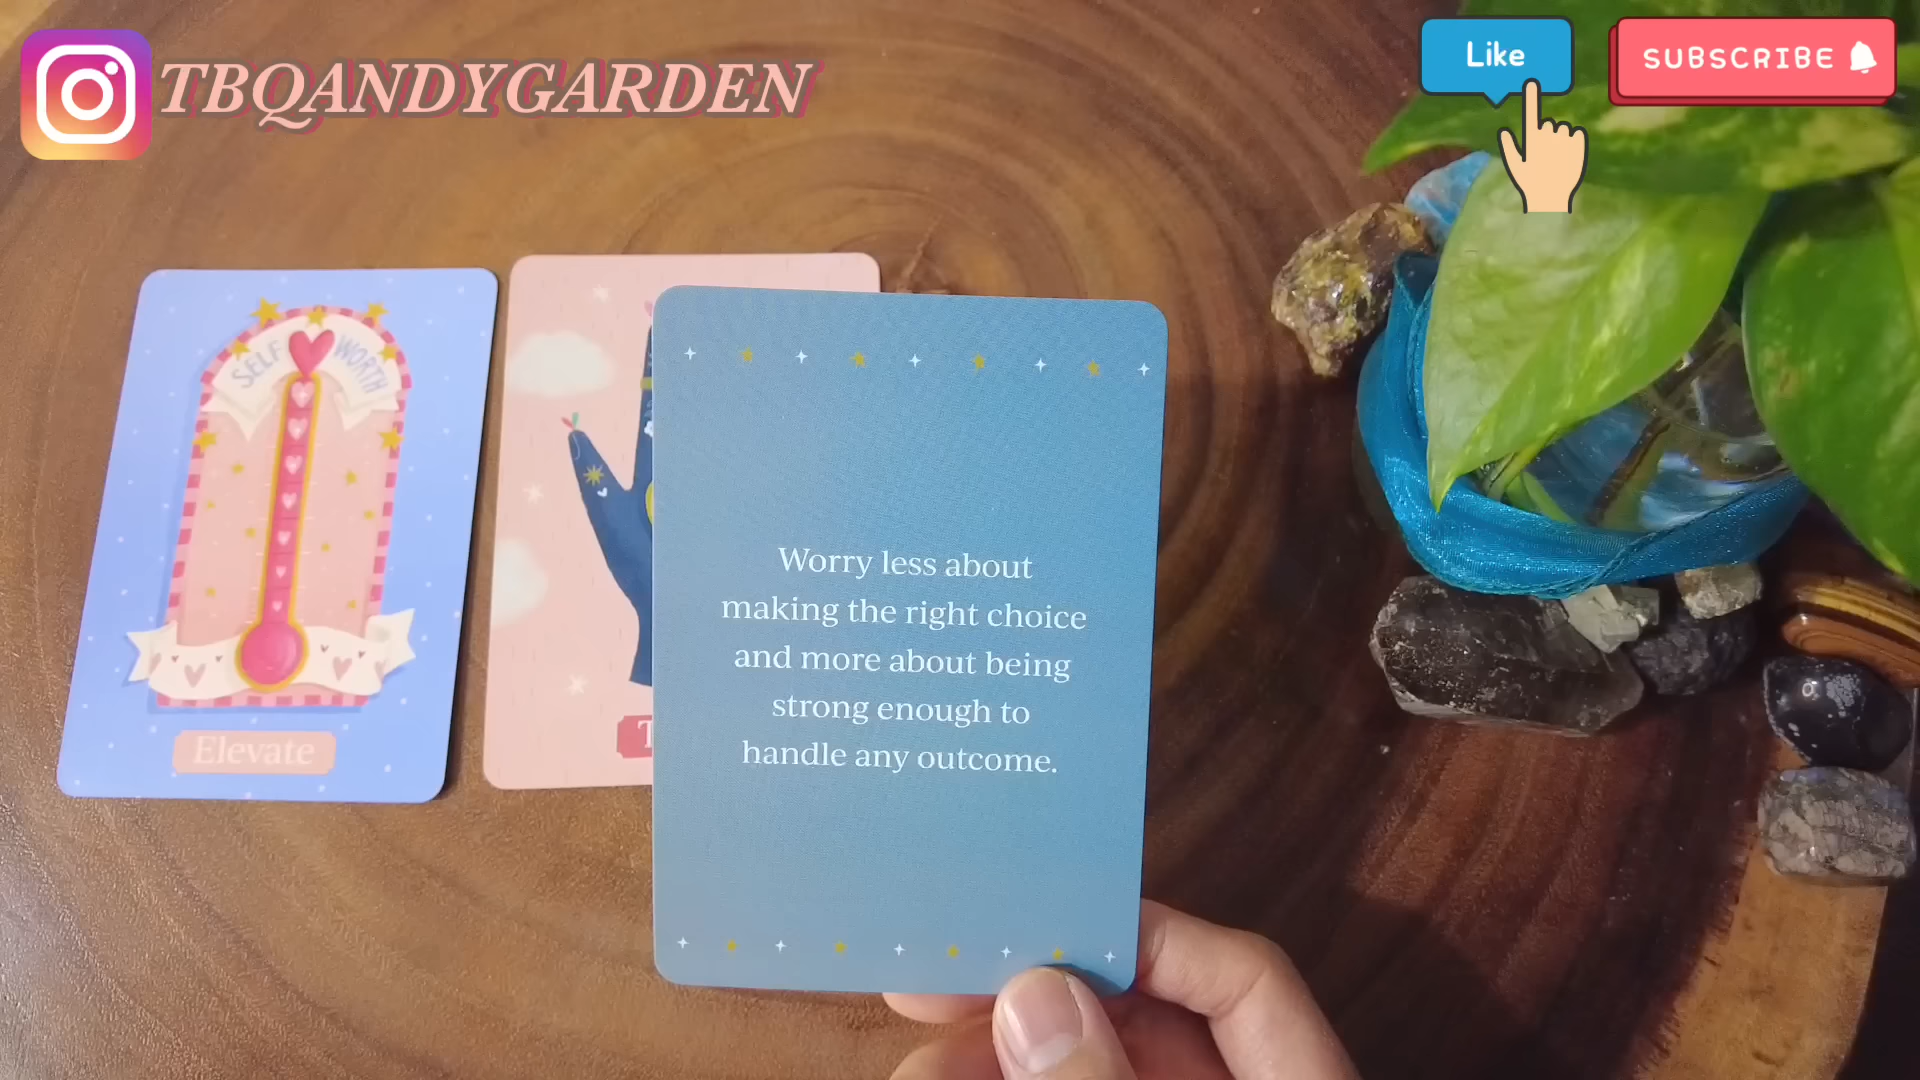 TBQANDYGARDEN
Like
SUBSCRIBE
SELF WORTH
Elevate
Worry less about
making the right choice
and more about being
strong enough to
handle any outcome.